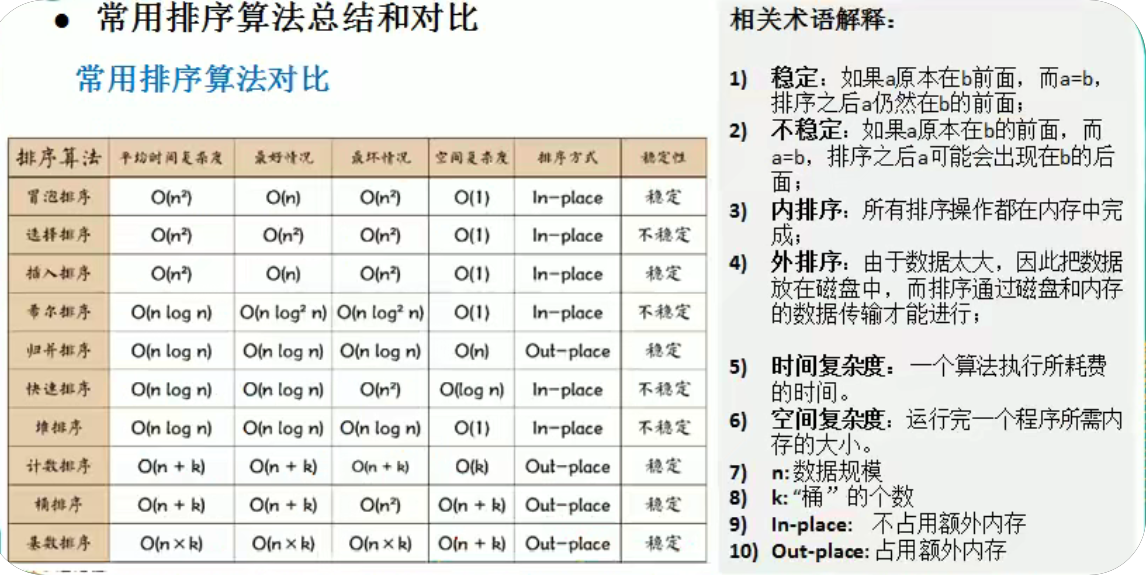 ● 常用排序算法总结和对比
常用排序算法对比
排序算法 平均时间复杂度 最好情况 最坏情况 空间复杂度 排序方式 稳定性
冒泡排序 O(n²) O(n) O(n²) O(1) In-place 稳定
选择排序 O(n²) O(n²) O(n²) O(1) In-place 不稳定
插入排序 O(n²) O(n) O(n²) O(1) In-place 稳定
希尔排序 O(n log n) O(n log² n) O(n log² n) O(1) In-place 不稳定
归并排序 O(n log n) O(n log n) O(n log n) O(n) Out-place 稳定
快速排序 O(n log n) O(n log n) O(n²) O(log n) In-place 不稳定
堆排序 O(n log n) O(n log n) O(n log n) O(1) In-place 不稳定
计数排序 O(n + k) O(n + k) O(n + k) O(k) Out-place 稳定
桶排序 O(n + k) O(n + k) O(n²) O(n + k) Out-place 稳定
基数排序 O(n × k) O(n × k) O(n × k) O(n + k) Out-place 稳定
相关术语解释：
1) 稳定：如果a原本在b前面，而a=b，
排序之后a仍然在b的前面；
2) 不稳定：如果a原本在b的前面，而
a=b，排序之后a可能会出现在b的后
面；
3) 内排序：所有排序操作都在内存中完
成；
4) 外排序：由于数据太大，因此把数据
放在磁盘中，而排序通过磁盘和内存
的数据传输才能进行；
5) 时间复杂度：一个算法执行所耗费
的时间。
6) 空间复杂度：运行完一个程序所需内
存的大小。
7) n: 数据规模
8) k: “桶”的个数
9) In-place: 不占用额外内存
10) Out-place: 占用额外内存